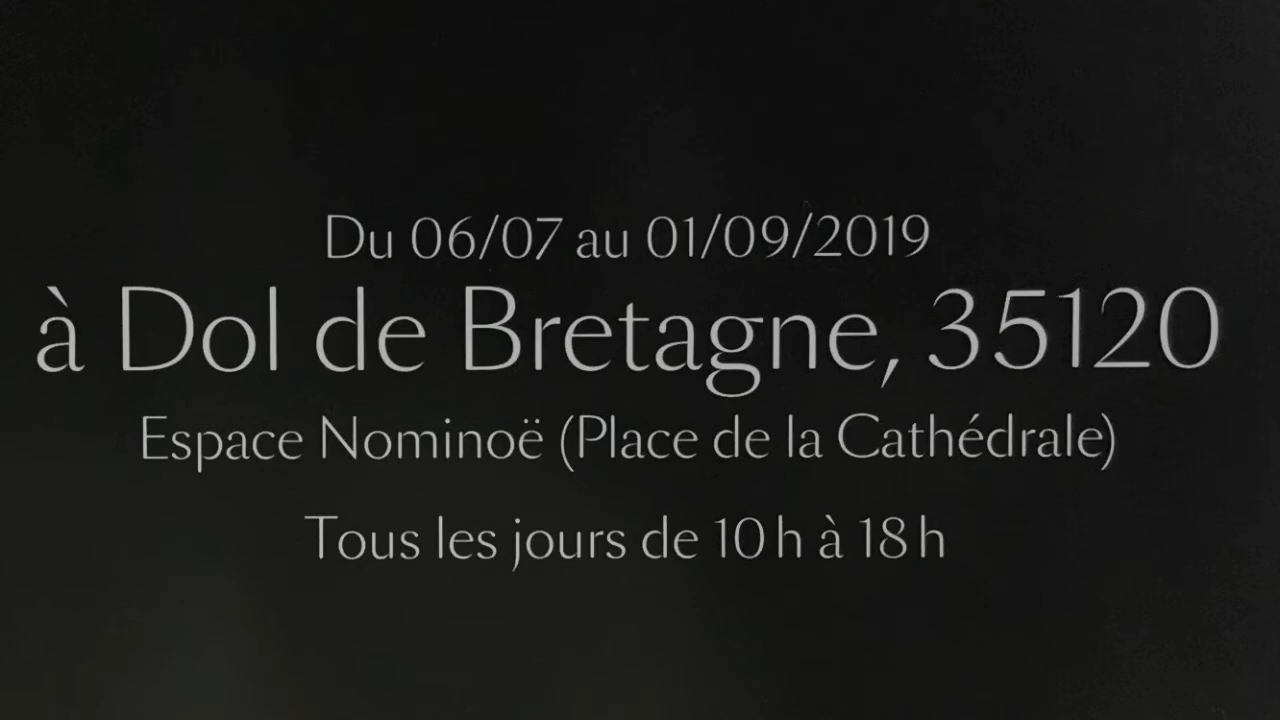 Du 06/07 au 01/09/2019
à Dol de Bretagne, 35120
Espace Nominoë (Place de la Cathédrale)
Tous les jours de 10 h à 18 h